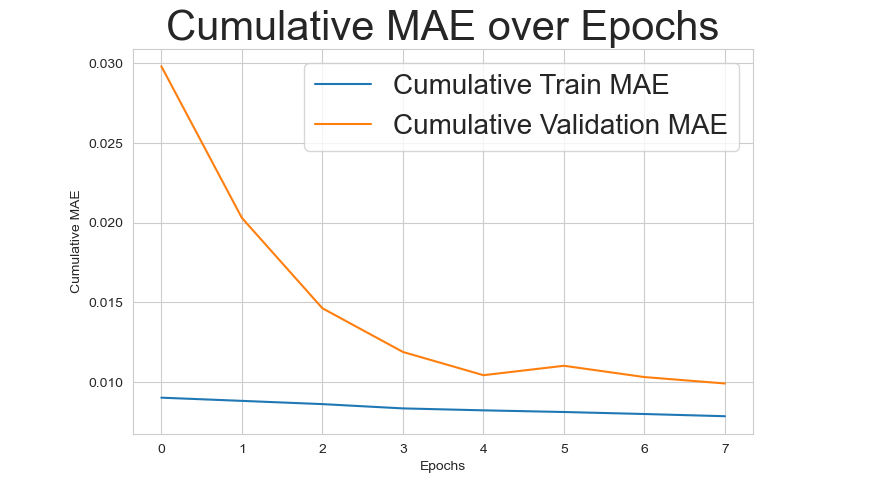 Cumulative MAE over Epochs
Cumulative Train MAE
Cumulative Validation MAE
0.030
0.025
0.020
0.015
0.010
Cumulative MAE
0 1 2 3 4 5 6 7
Epochs